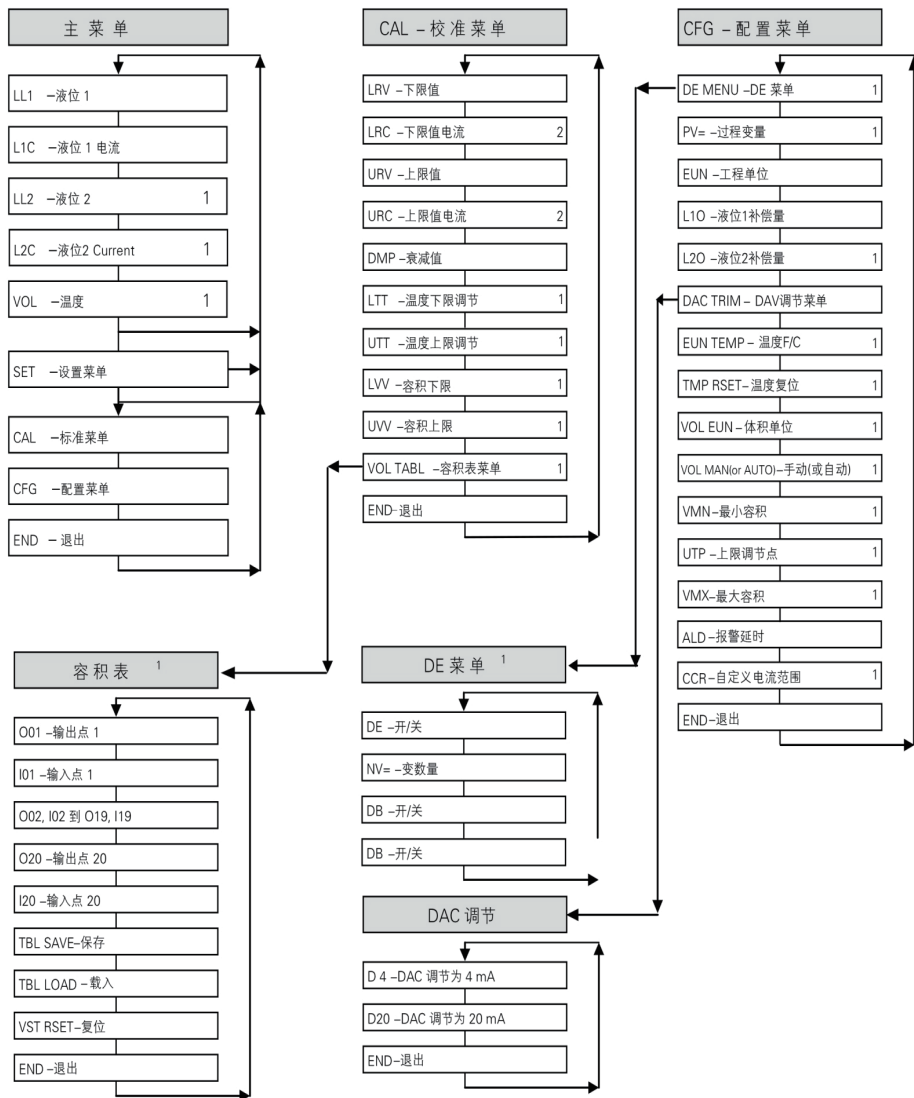 主 菜 单
LL1 –液位 1
L1C –液位 1 电流
LL2 –液位 2 1
L2C –液位2 Current 1
VOL –温度 1
SET –设置菜单
CAL –标准菜单
CFG –配置菜单
END – 退出
CAL – 校 准 菜 单
LRV –下限值
LRC –下限值电流 2
URV –上限值
URC –上限值电流 2
DMP –衰减值
LTT –温度下限调节 1
UTT –温度上限调节 1
LVV –容积下限 1
UVV –容积上限 1
VOL TABL –容积表菜单 1
END- 退出
CFG – 配 置 菜 单
DE MENU –DE 菜单 1
PV= –过程变量 1
EUN –工程单位
L1O –液位1补偿量
L2O –液位2补偿量 1
DAC TRIM – DAV调节菜单
EUN TEMP – 温度F/C 1
TMP RSET– 温度复位 1
VOL EUN – 体积单位 1
VOL MAN(or AUTO)–手动(或自动) 1
VMN –最小容积 1
UTP –上限调节点 1
VMX–最大容积 1
ALD –报警延时
CCR –自定义电流范围 1
END–退出
容 积 表 1
O01 –输出点 1
I01 –输入点 1
O02, I02 到 O19, I19
O20 –输出点 20
I20 –输入点 20
TBL SAVE–保存
TBL LOAD – 载入
VST RSET–复位
END – 退出
DE 菜 单 1
DE –开/关
NV= –变数量
DB –开/关
DB –开/关
DAC 调节
D 4 –DAC 调节为 4 mA
D20 –DAC 调节为 20 mA
END–退出